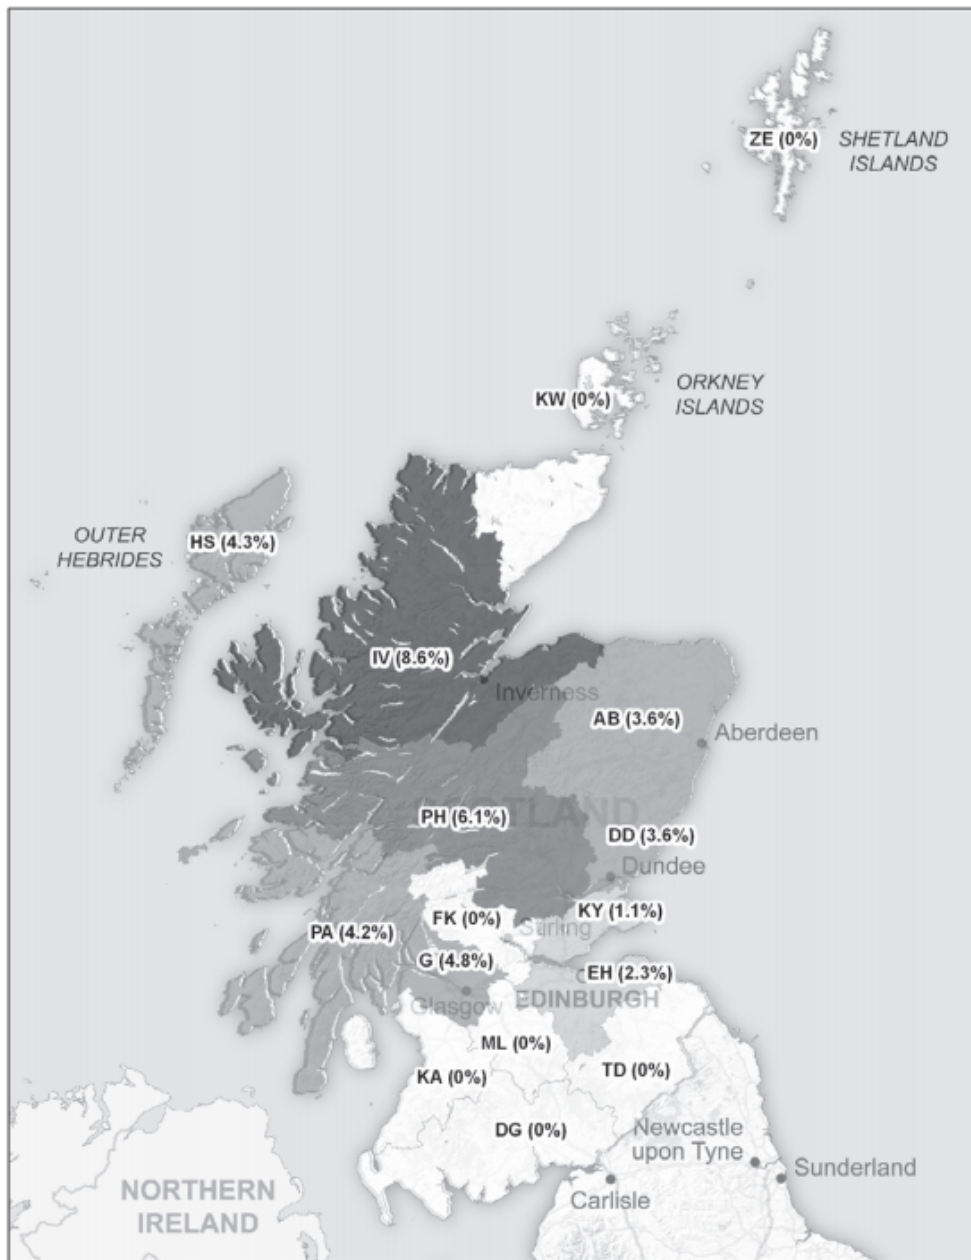 ZE (0%)
SHETLAND
ISLANDS
KW (0%)
ORKNEY
ISLANDS
OUTER
HEBRIDES
HS (4.3%)
IV (8.6%)
Inverness
AB (3.6%)
Aberdeen
PH (6.1%)
DD (3.6%)
Dundee
KY (1.1%)
FK (0%)
Stirling
PA (4.2%)
G (4.8%)
EH (2.3%)
Glasgow
EDINBURGH
ML (0%)
KA (0%)
TD (0%)
DG (0%)
Newcastle
upon Tyne
Sunderland
Carlisle
NORTHERN
IRELAND